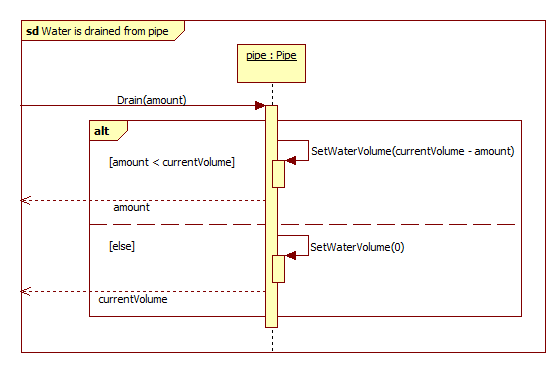 sd Water is drained from pipe
pipe : Pipe
Drain(amount)
alt
[amount < currentVolume]
SetWaterVolume(currentVolume - amount)
amount
[else]
SetWaterVolume(0)
currentVolume